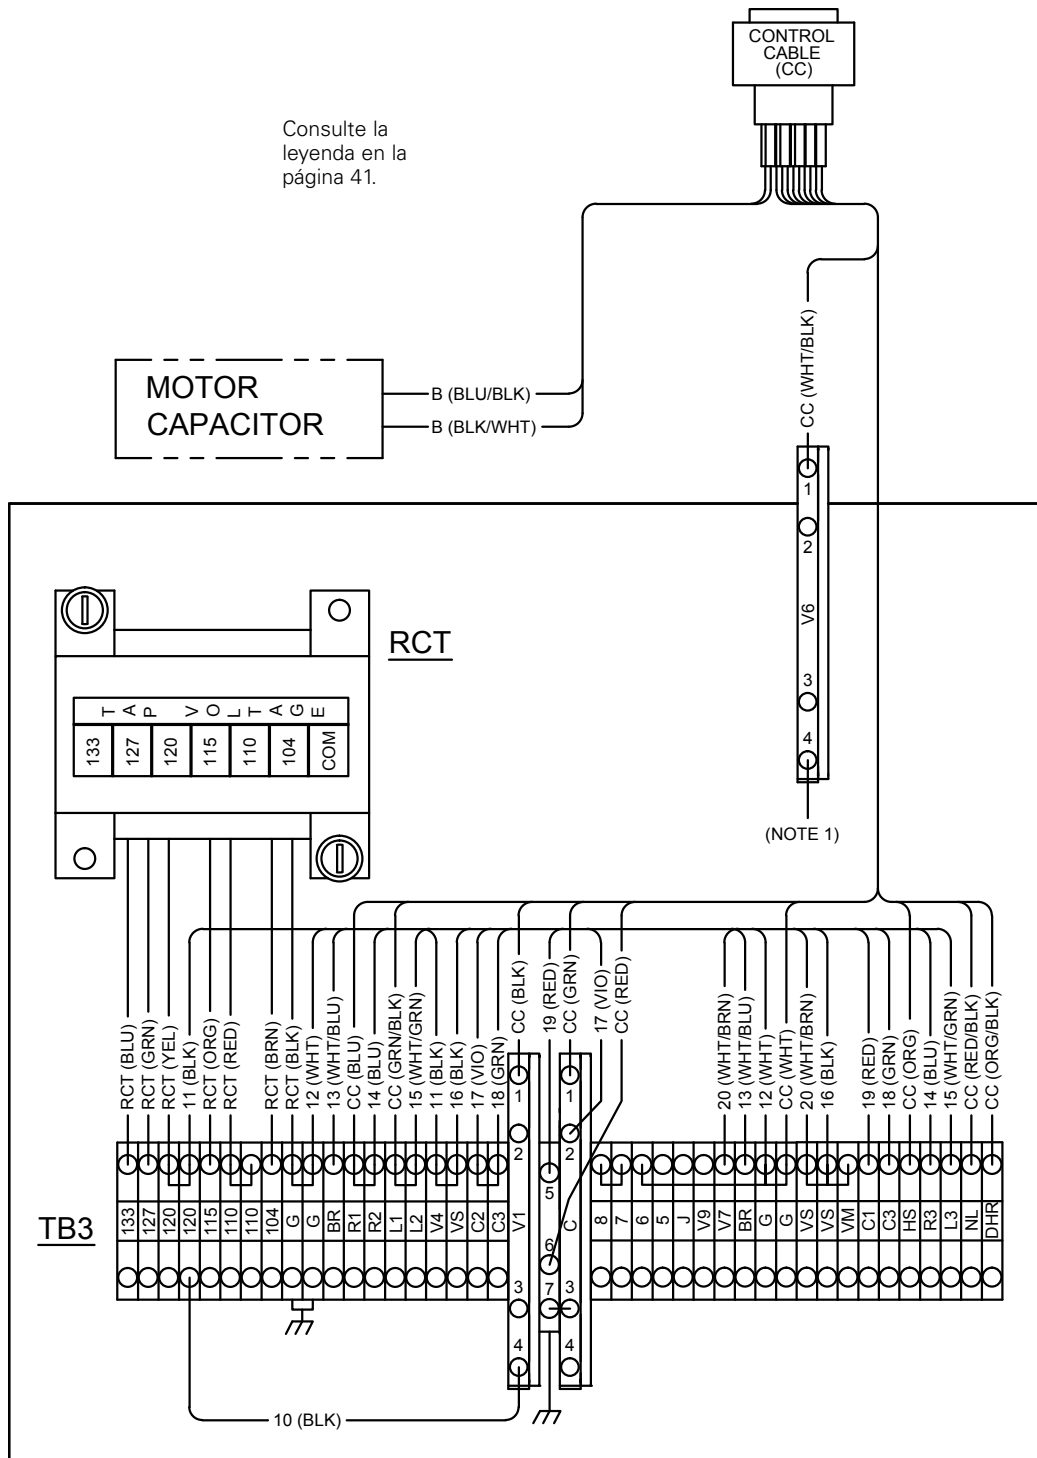 CONTROL
CABLE
(CC)
Consulte la
leyenda en la
página 41.
CC (WHT/BLK)
MOTOR
CAPACITOR
B (BLU/BLK)
B (BLK/WHT)
1
2
V6
3
4
(NOTE 1)
RCT
TAP VOLTAGE
133
127
120
115
110
104
COM
RCT (BLU)
RCT (GRN)
RCT (YEL)
11 (BLK)
RCT (ORG)
RCT (RED)
RCT (BRN)
RCT (BLK)
12 (WHT)
13 (WHT/BLU)
CC (BLU)
14 (BLU)
CC (GRN/BLK)
15 (WHT/GRN)
11 (BLK)
16 (BLK)
17 (VIO)
18 (GRN)
CC (BLK)
19 (RED)
CC (GRN)
17 (VIO)
CC (RED)
20 (WHT/BRN)
13 (WHT/BLU)
12 (WHT)
CC (WHT)
20 (WHT/BRN)
16 (BLK)
19 (RED)
18 (GRN)
CC (ORG)
14 (BLU)
15 (WHT/GRN)
CC (RED/BLK)
CC (ORG/BLK)
TB3
133
127
120
120
115
110
110
104
G
G
BR
R1
R2
L1
L2
V4
VS
C2
C3
1
2
V1
3
4
5
6
7
1
2
C
3
4
8
7
6
5
J
V9
V7
BR
G
G
VS
VS
VM
C1
C3
HS
R3
L3
NL
DHR
10 (BLK)